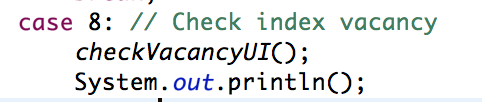 case 8: // Check index vacancy
checkVacancyUI();
System.out.println();